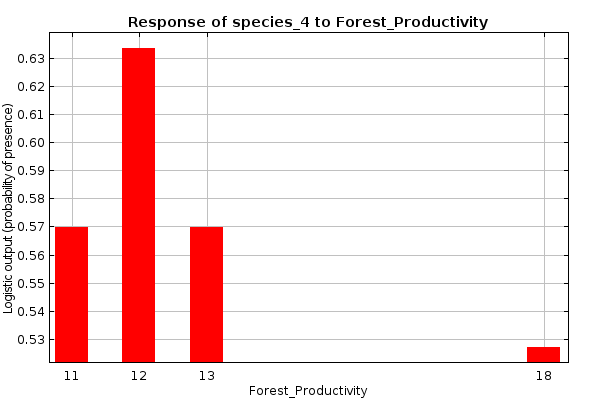 Response of species_4 to Forest_Productivity
Logistic output (probability of presence)
0.63
0.62
0.61
0.60
0.59
0.58
0.57
0.56
0.55
0.54
0.53
11 12 13 18
Forest_Productivity